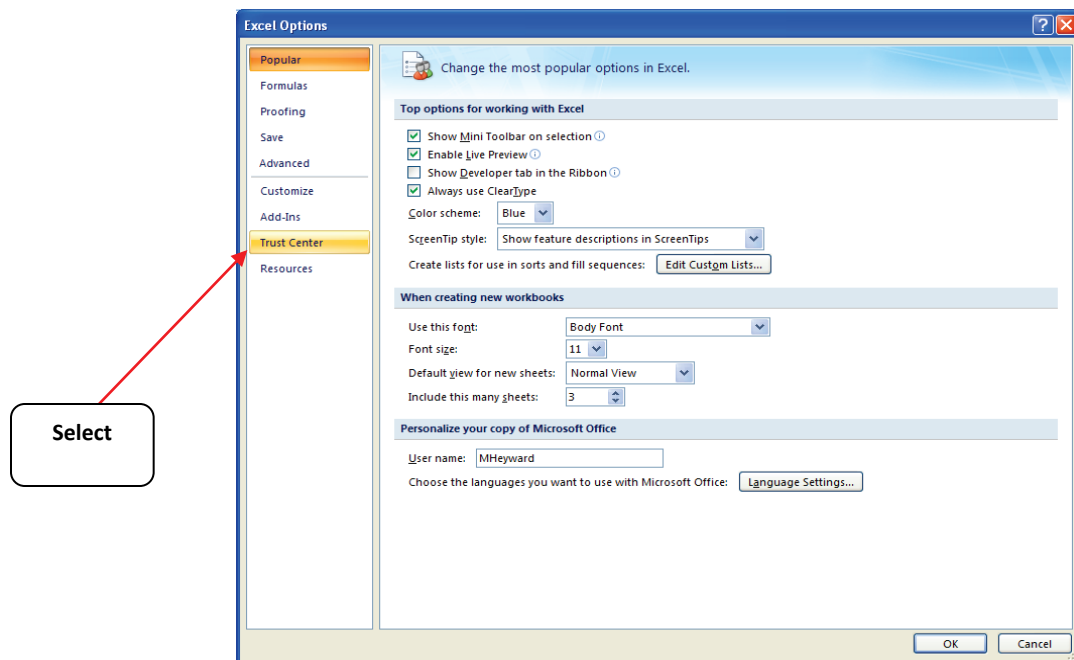 Excel Options
Popular
Formulas
Proofing
Save
Advanced
Customize
Add-Ins
Trust Center
Resources
Change the most popular options in Excel.
Top options for working with Excel
Show Mini Toolbar on selection
Enable Live Preview
Show Developer tab in the Ribbon
Always use ClearType
Color scheme: Blue
ScreenTip style: Show feature descriptions in ScreenTips
Create lists for use in sorts and fill sequences: Edit Custom Lists...
When creating new workbooks
Use this font: Body Font
Font size: 11
Default view for new sheets: Normal View
Include this many sheets: 3
Personalize your copy of Microsoft Office
User name: MHeyward
Choose the languages you want to use with Microsoft Office: Language Settings...
OK Cancel
Select